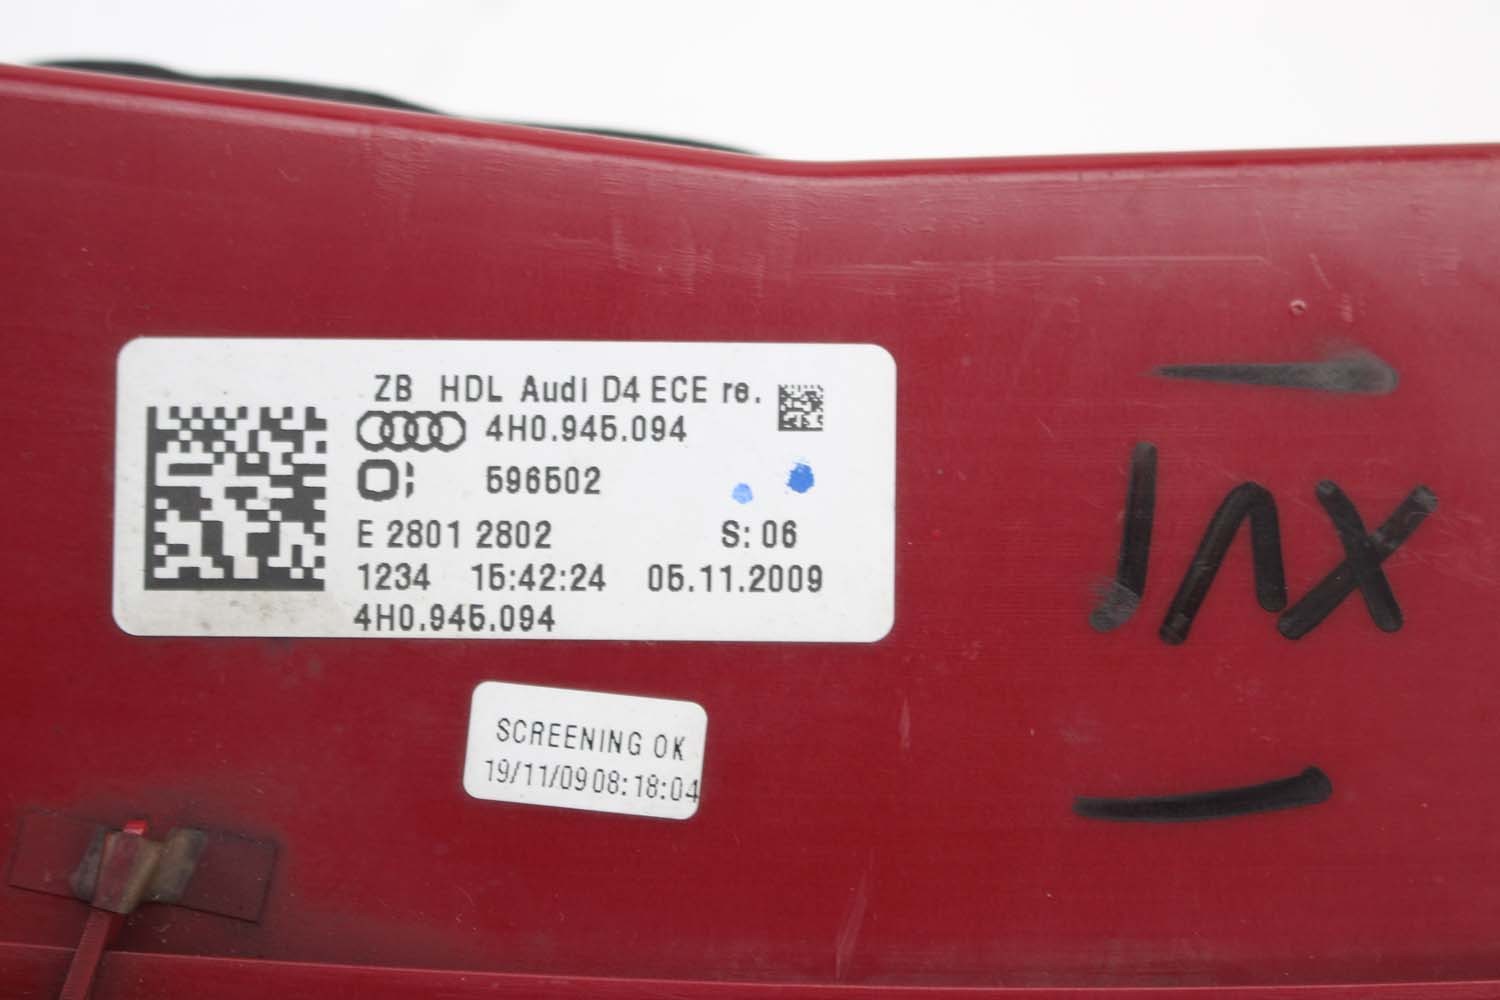 ZB HDL Audi D4 ECE re.
4H0.945.094
596502
E 2801 2802 S: 06
1234 15:42:24 05.11.2009
4H0.945.094
SCREENING OK
19/11/09 08:18:04